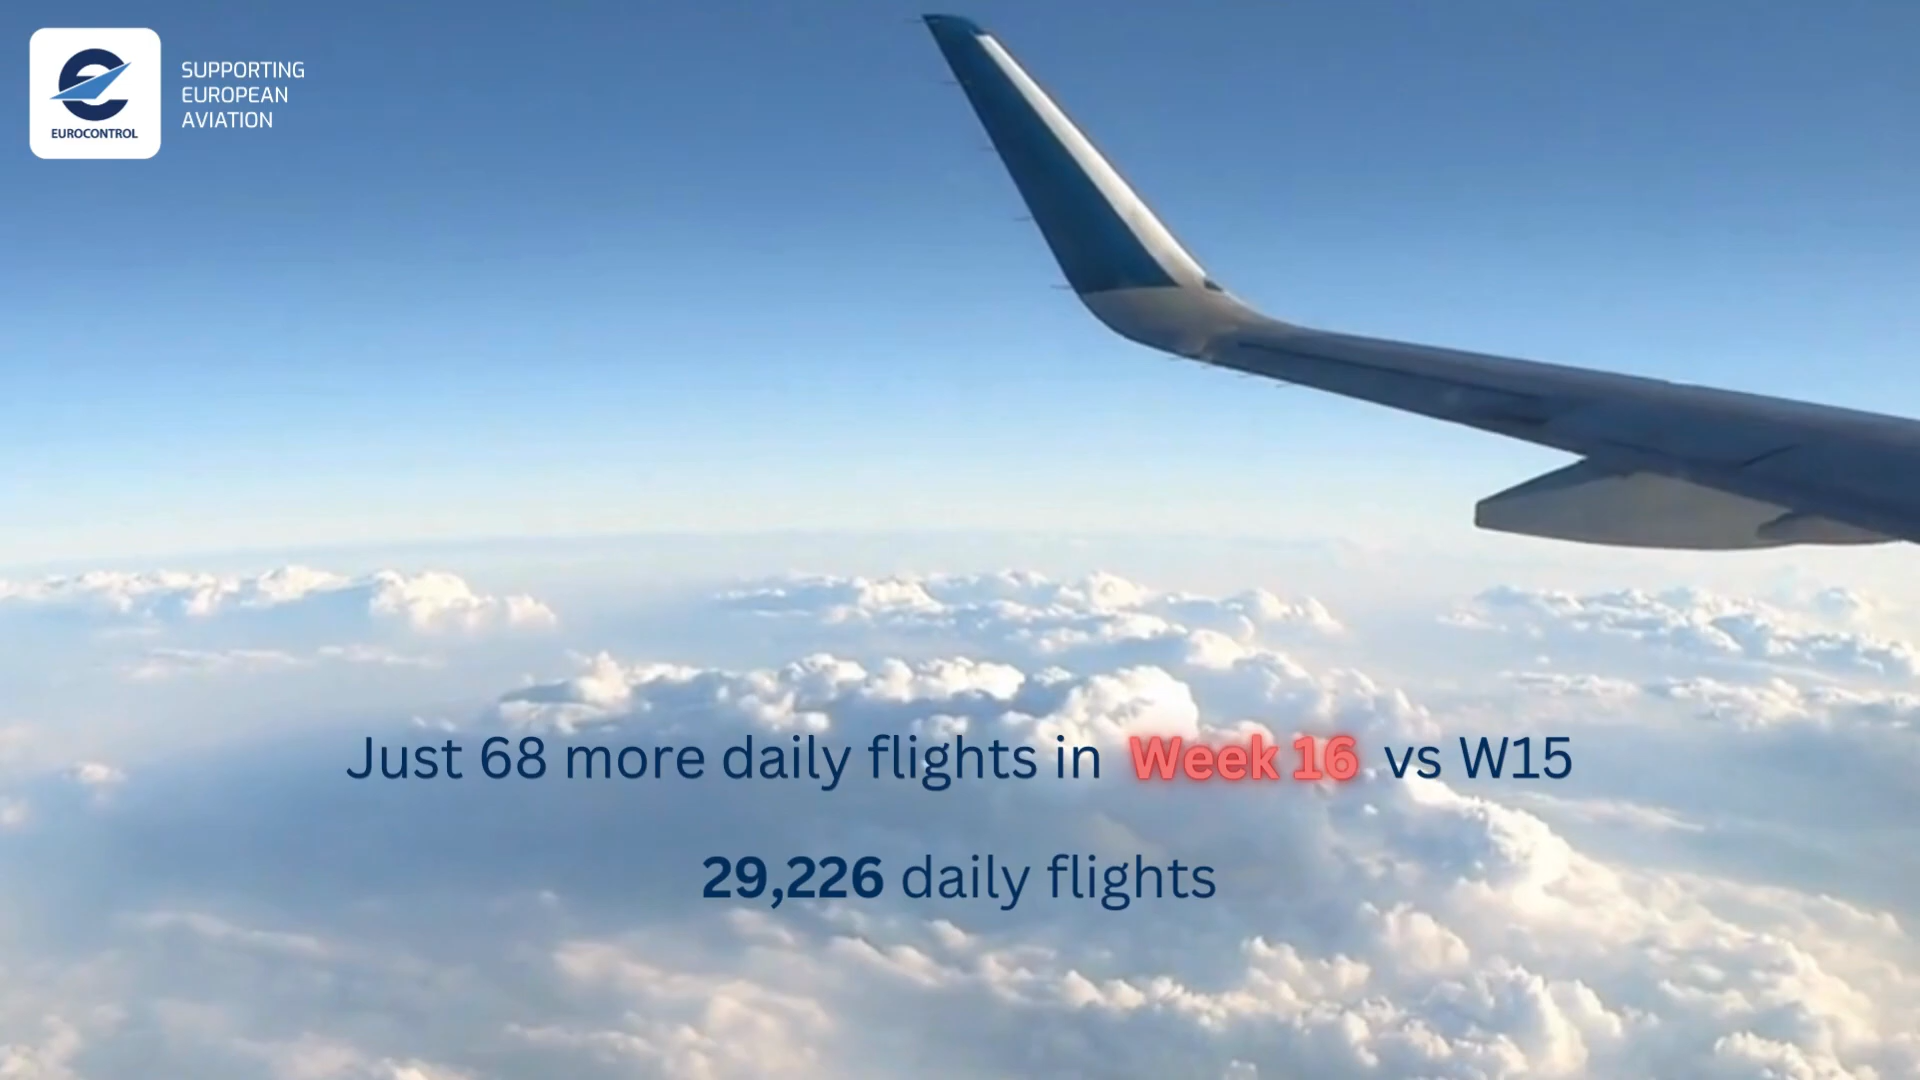 EUROCONTROL
SUPPORTING
EUROPEAN
AVIATION
Just 68 more daily flights in Week 16 vs W15
29,226 daily flights